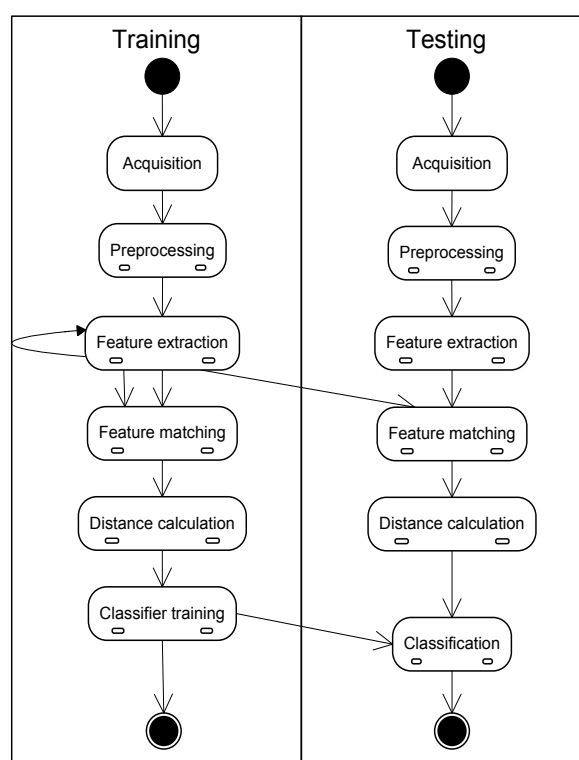 Training
Acquisition
Preprocessing
Feature extraction
Feature matching
Distance calculation
Classifier training
Testing
Acquisition
Preprocessing
Feature extraction
Feature matching
Distance calculation
Classification